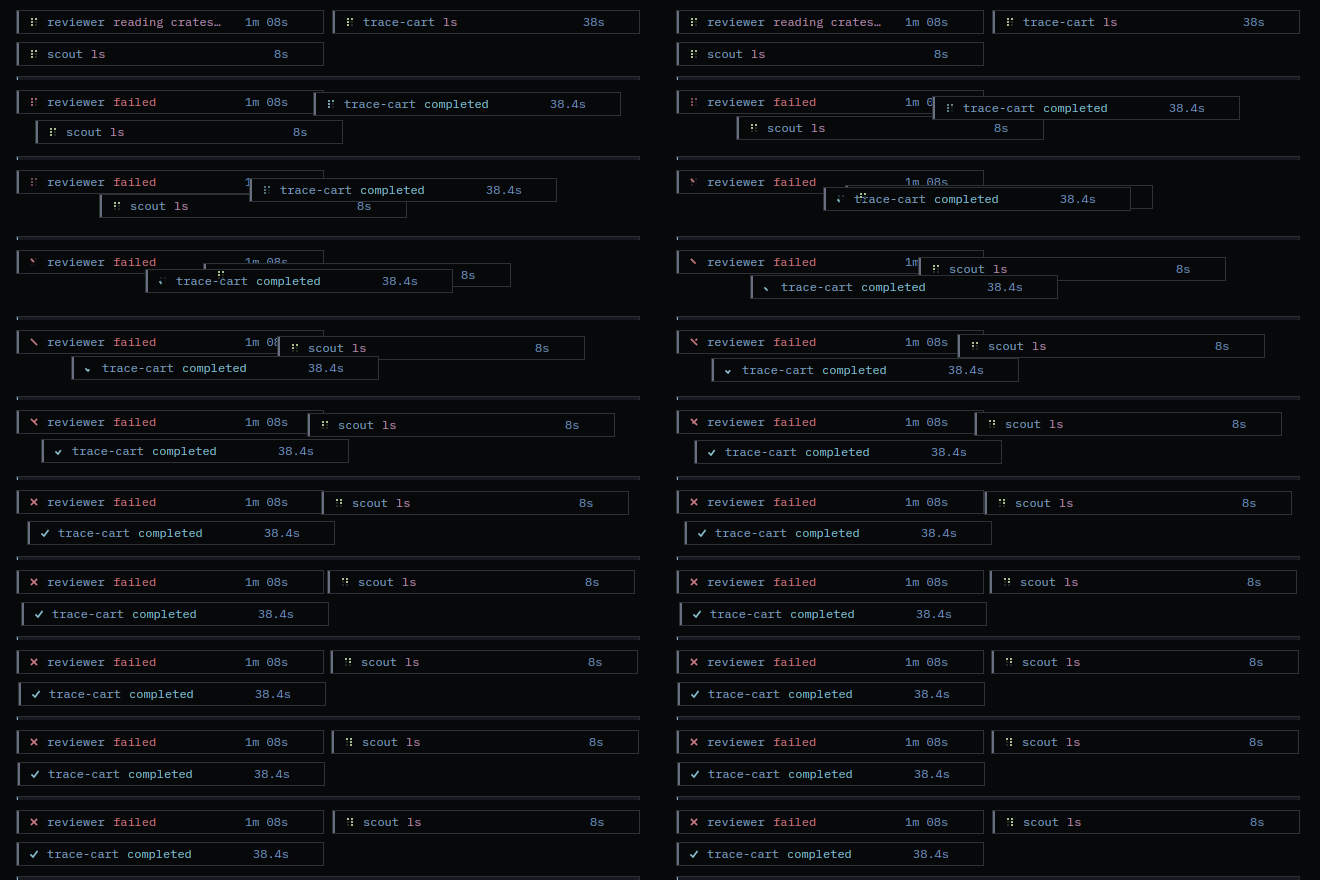 reviewer reading crates… 1m 08s trace-cart ls 38s reviewer reading crates… 1m 08s trace-cart ls 38s
scout ls 8s scout ls 8s
reviewer failed 1m 08s trace-cart completed 38.4s reviewer failed 1m 0 trace-cart completed 38.4s
scout ls 8s scout ls 8s
reviewer failed 1 trace-cart completed 38.4s reviewer failed 1m 08s
scout ls 8s trace-cart completed 38.4s
reviewer failed 1m 08s reviewer failed 1m scout ls 8s
trace-cart completed 38.4s 8s trace-cart completed 38.4s
reviewer failed 1m 08 scout ls 8s reviewer failed 1m 08s scout ls 8s
trace-cart completed 38.4s trace-cart completed 38.4s
reviewer failed 1m 08s scout ls 8s reviewer failed 1m 08s scout ls 8s
trace-cart completed 38.4s trace-cart completed 38.4s
reviewer failed 1m 08s scout ls 8s reviewer failed 1m 08s scout ls 8s
trace-cart completed 38.4s trace-cart completed 38.4s
reviewer failed 1m 08s scout ls 8s reviewer failed 1m 08s scout ls 8s
trace-cart completed 38.4s trace-cart completed 38.4s
reviewer failed 1m 08s scout ls 8s reviewer failed 1m 08s scout ls 8s
trace-cart completed 38.4s trace-cart completed 38.4s
reviewer failed 1m 08s scout ls 8s reviewer failed 1m 08s scout ls 8s
trace-cart completed 38.4s trace-cart completed 38.4s
reviewer failed 1m 08s scout ls 8s reviewer failed 1m 08s scout ls 8s
trace-cart completed 38.4s trace-cart completed 38.4s